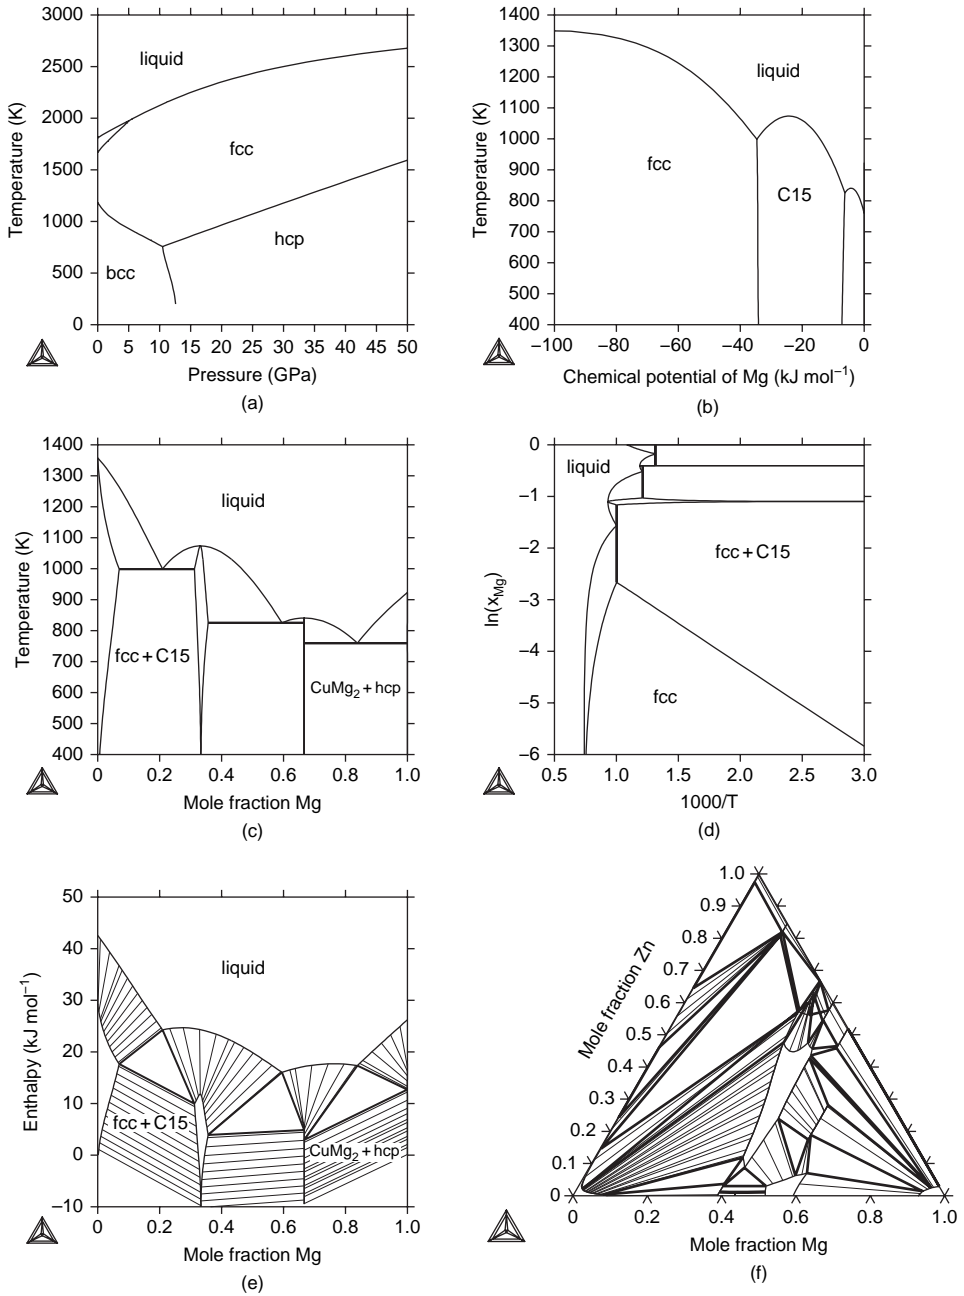 3000
2500
2000
1500
1000
500
0
Temperature (K)
liquid
fcc
hcp
bcc
0 5 10 15 20 25 30 35 40 45 50
Pressure (GPa)
(a)
1400
1300
1200
1100
1000
900
800
700
600
500
400
Temperature (K)
liquid
fcc
C15
−100 −80 −60 −40 −20 0
Chemical potential of Mg (kJ mol−1)
(b)
1400
1300
1200
1100
1000
900
800
700
600
500
400
Temperature (K)
liquid
fcc + C15
CuMg2 + hcp
0 0.2 0.4 0.6 0.8 1.0
Mole fraction Mg
(c)
0
−1
−2
−3
−4
−5
−6
ln(xMg)
liquid
fcc + C15
fcc
0.5 1.0 1.5 2.0 2.5 3.0
1000/T
(d)
50
40
30
20
10
0
−10
Enthalpy (kJ mol−1)
liquid
fcc + C15
CuMg2 + hcp
0 0.2 0.4 0.6 0.8 1.0
Mole fraction Mg
(e)
1.0
0.9
0.8
0.7
0.6
0.5
0.4
0.3
0.2
0.1
0
Mole fraction Zn
0 0.2 0.4 0.6 0.8 1.0
Mole fraction Mg
(f)